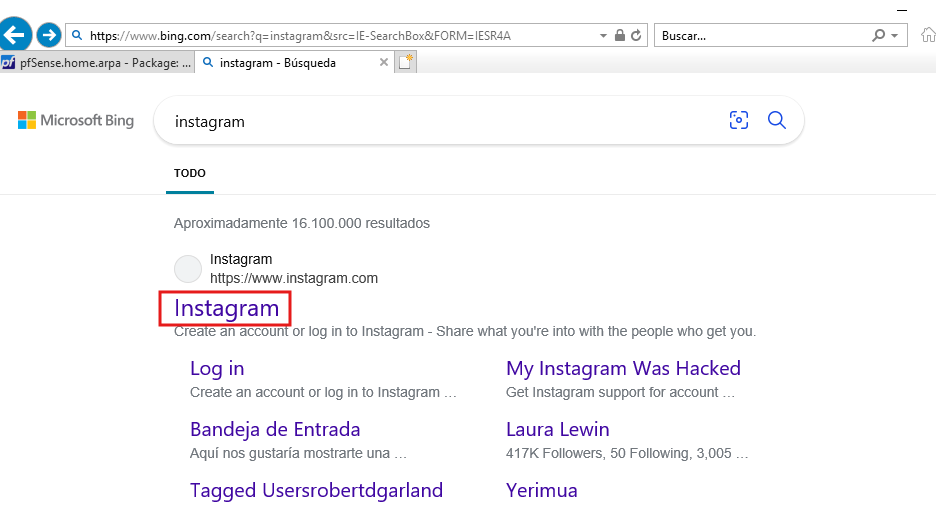 https://www.bing.com/search?q=instagram&src=IE-SearchBox&FORM=IESR4A
Buscar...
pf pfSense.home.arpa - Package: ...
instagram - Búsqueda
Microsoft Bing
instagram
TODO
Aproximadamente 16.100.000 resultados
Instagram
https://www.instagram.com
Instagram
Create an account or log in to Instagram - Share what you're into with the people who get you.
Log in
Create an account or log in to Instagram …
My Instagram Was Hacked
Get Instagram support for account …
Bandeja de Entrada
Aquí nos gustaría mostrarte una …
Laura Lewin
417K Followers, 50 Following, 3,005 …
Tagged Usersrobertdgarland
Yerimua